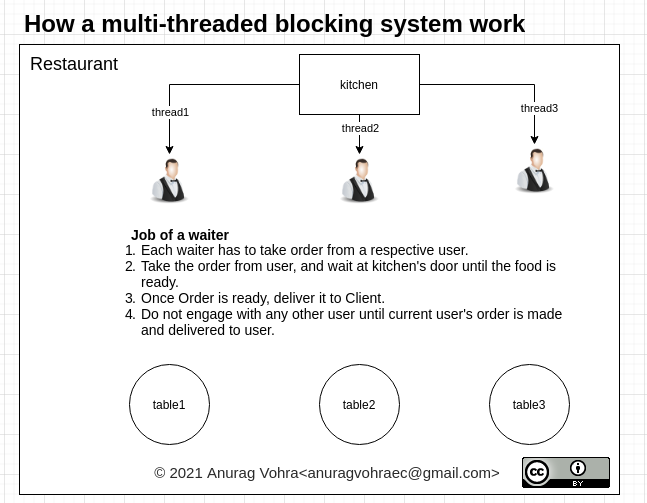 How a multi-threaded blocking system work
Restaurant
kitchen
thread1
thread2
thread3
Job of a waiter
1. Each waiter has to take order from a respective user.
2. Take the order from user, and wait at kitchen's door until the food is
ready.
3. Once Order is ready, deliver it to Client.
4. Do not engage with any other user until current user's order is made
and delivered to user.
table1
table2
table3
© 2021 Anurag Vohra<anuragvohraec@gmail.com>
cc
BY